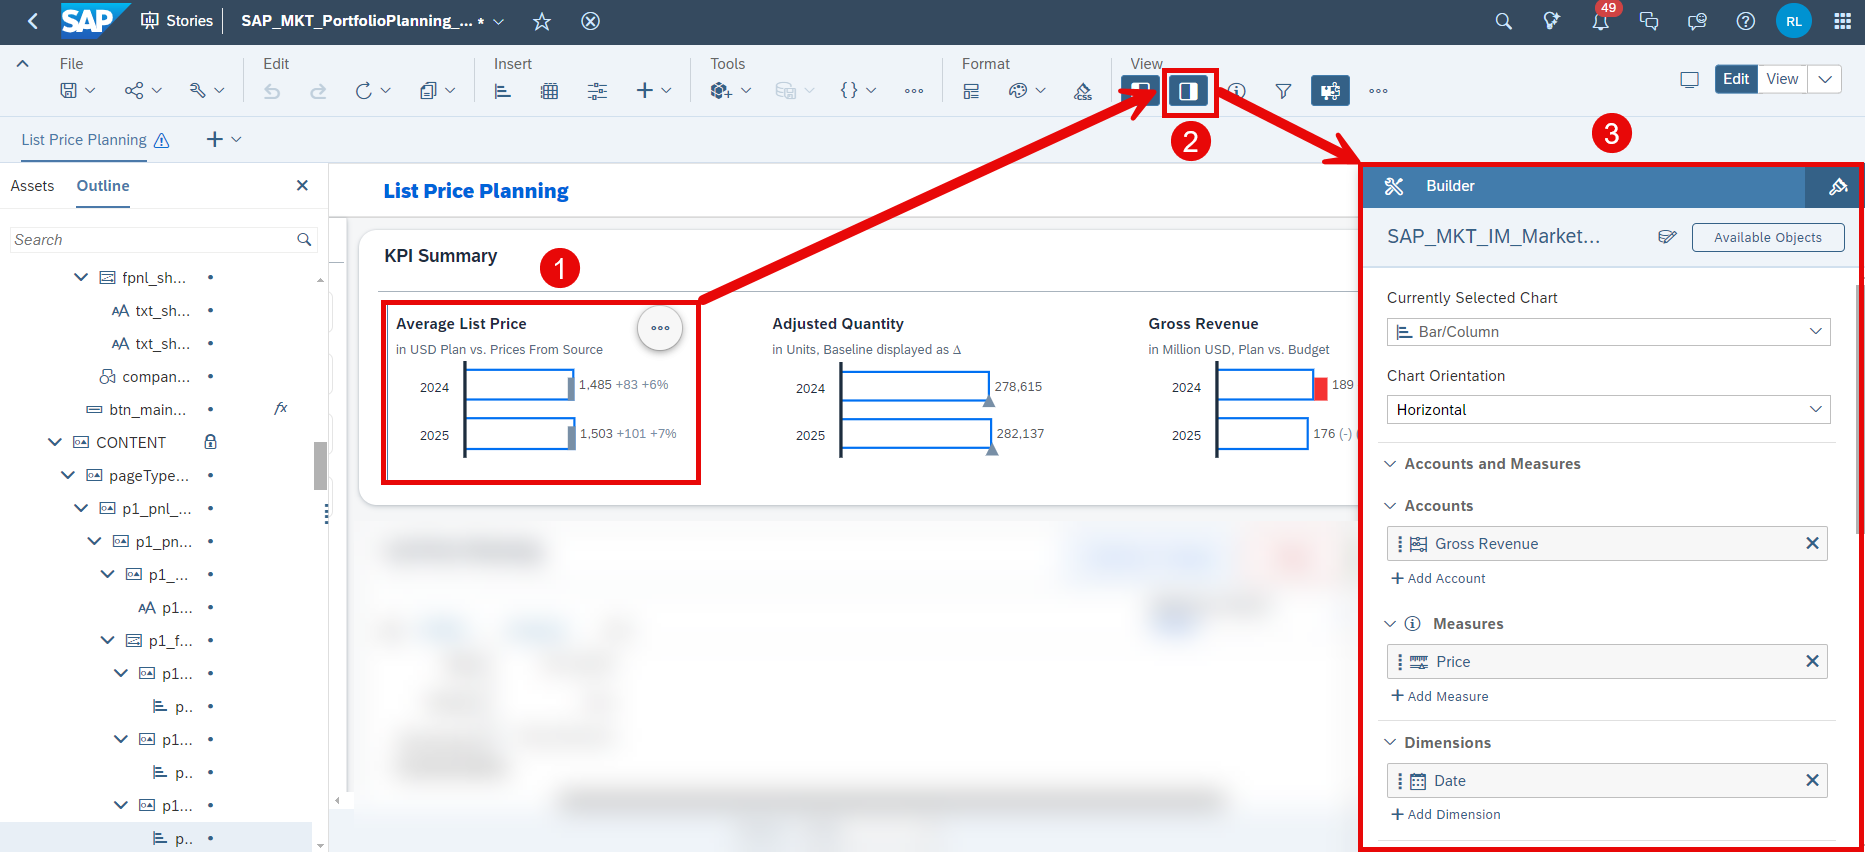 SAP Stories SAP_MKT_PortfolioPlanning_... * 49 RL
File Edit Insert Tools Format View
CSS Edit View
List Price Planning
2 3
Assets Outline
Search
fpnl_sh...
txt_sh...
txt_sh...
compan...
btn_main... fx
CONTENT
pageType...
p1_pnl_...
p1_pn...
p1_...
p1...
p1_f...
p1...
p..
p1...
p..
p1...
p..
List Price Planning
KPI Summary
1
Average List Price
in USD Plan vs. Prices From Source
2024 1,485 +83 +6%
2025 1,503 +101 +7%
Adjusted Quantity
in Units, Baseline displayed as Δ
2024 278,615
2025 282,137
Gross Revenue
in Million USD, Plan vs. Budget
2024 189
2025 176 (-) (
Builder
SAP_MKT_IM_Market... Available Objects
Currently Selected Chart
Bar/Column
Chart Orientation
Horizontal
Accounts and Measures
Accounts
Gross Revenue
+ Add Account
Measures
Price
+ Add Measure
Dimensions
Date
+ Add Dimension